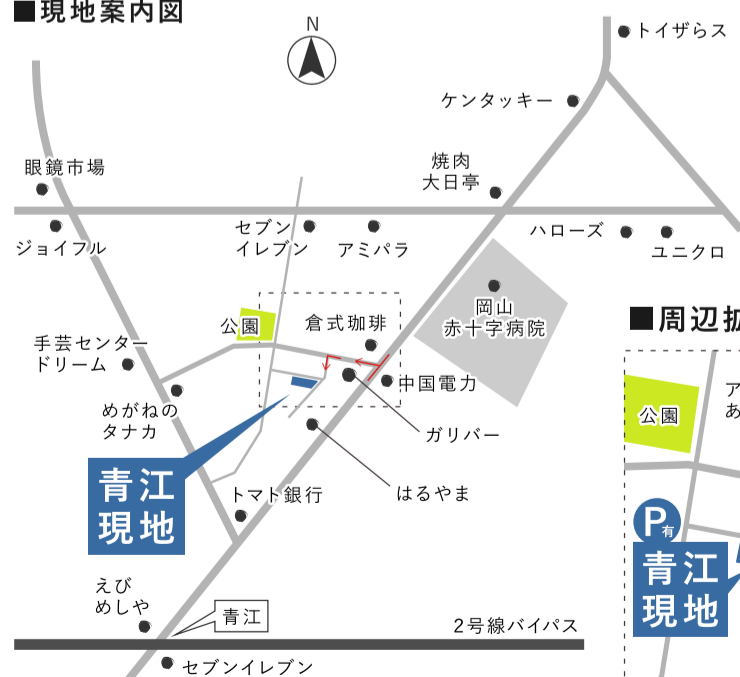 ■現地案内図
N
トイザらス
ケンタッキー
焼肉
大日亭
眼鏡市場
ジョイフル
セブン
イレブン
アミパラ
ハローズ
ユニクロ
岡山
赤十字病院
公園
倉式珈琲
手芸センター
ドリーム
中国電力
めがねの
タナカ
ガリバー
青江
現地
はるやま
トマト銀行
えび
めしや
青江
2号線バイパス
セブンイレブン
■周辺拡
公園
ア
あ
P有
青江
現地